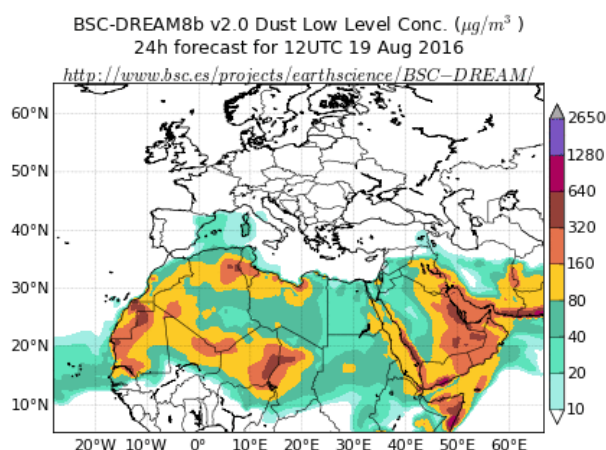 BSC-DREAM8b v2.0 Dust Low Level Conc. (μg/m³ )
24h forecast for 12UTC 19 Aug 2016
http://www.bsc.es/projects/earthscience/BSC−DREAM/
60°N
50°N
40°N
30°N
20°N
10°N
20°W
10°W
0°
10°E
20°E
30°E
40°E
50°E
60°E
2650
1280
640
320
160
80
40
20
10